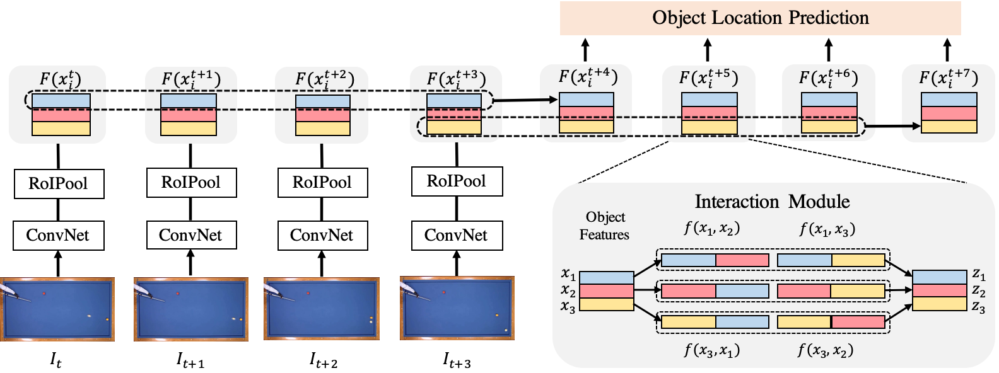 Object Location Prediction
F(x_i^t) F(x_i^{t+1}) F(x_i^{t+2}) F(x_i^{t+3}) F(x_i^{t+4}) F(x_i^{t+5}) F(x_i^{t+6}) F(x_i^{t+7})
RoIPool RoIPool RoIPool RoIPool
ConvNet ConvNet ConvNet ConvNet
I_t I_{t+1} I_{t+2} I_{t+3}
Interaction Module
Object
Features
f(x_1, x_2) f(x_1, x_3)
x_1 z_1
x_2 z_2
x_3 z_3
f(x_3, x_1) f(x_3, x_2)